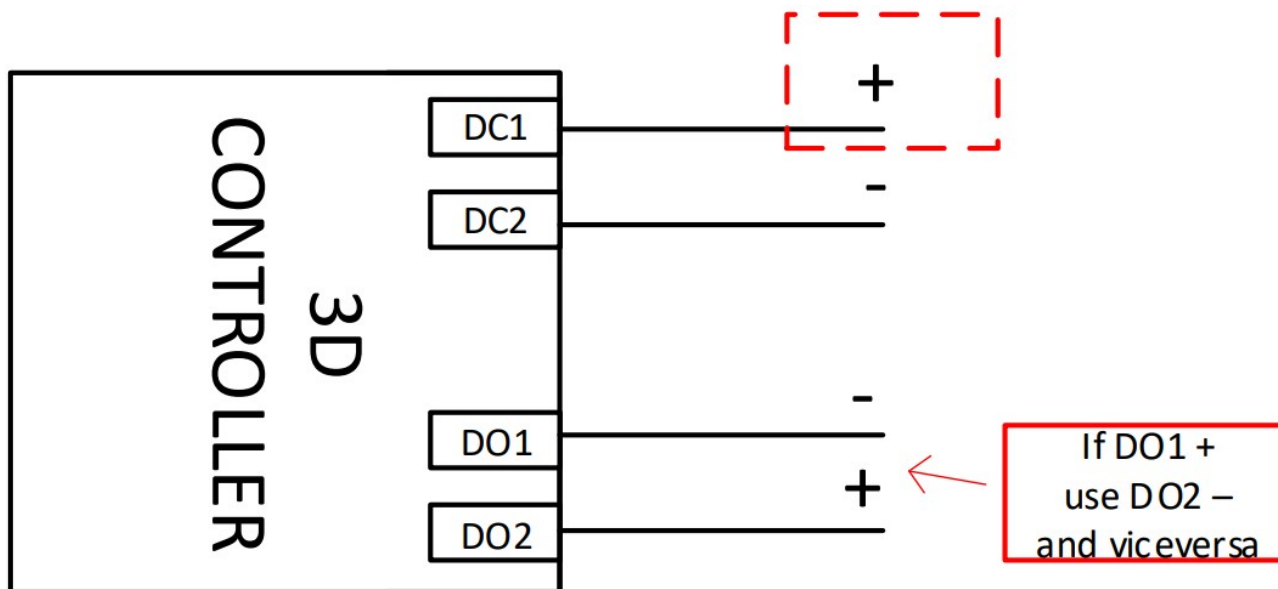 +
DC1
-
DC2
CONTROLLER
3D
-
DO1
+
DO2
If DO1 +
use DO2 –
and viceversa